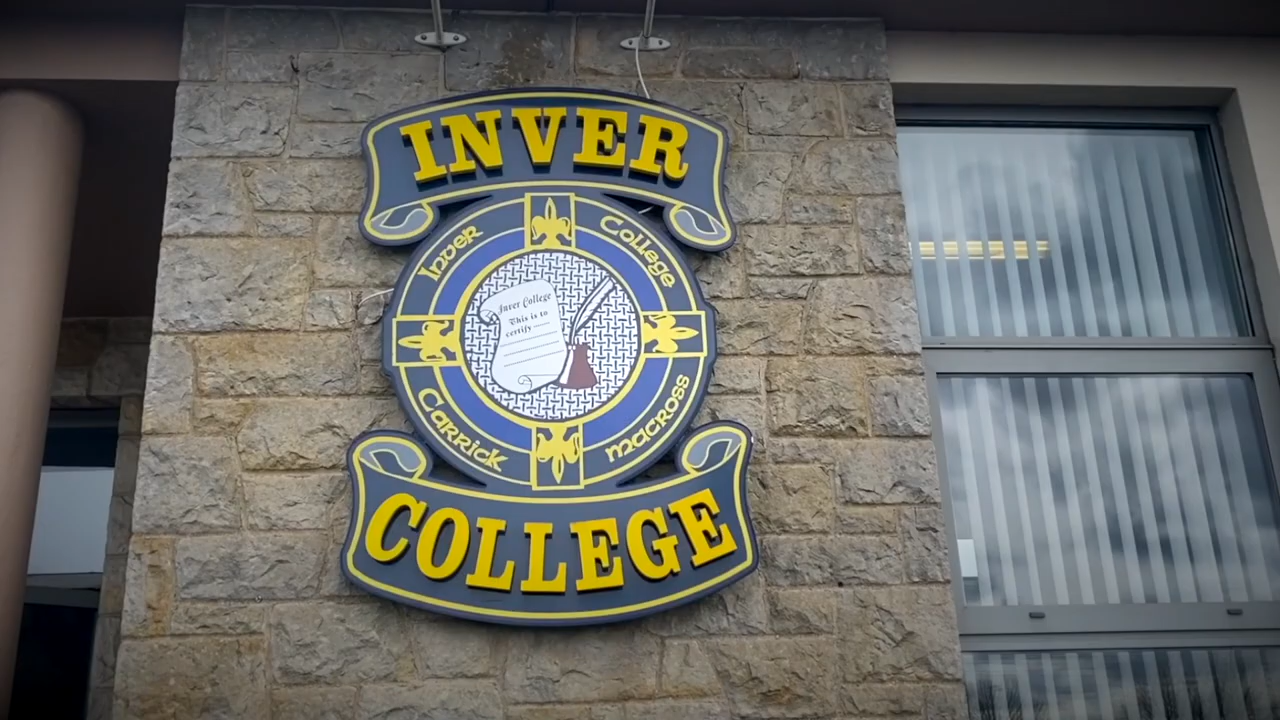 INVER
Inver College
Inver College
This is to
certify
Carrick macross
COLLEGE